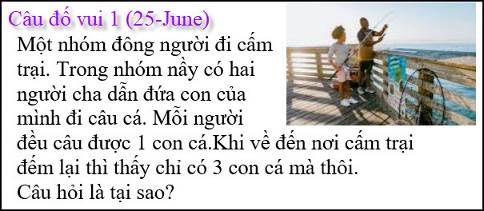 Câu đố vui 1 (25-June)
Một nhóm đông người đi cấm
trại. Trong nhóm nầy có hai
người cha dẫn đứa con của
mình đi câu cá. Mỗi người
đều câu được 1 con cá.Khi về đến nơi cấm trại
đếm lại thì thấy chỉ có 3 con cá mà thôi.
Câu hỏi là tại sao?